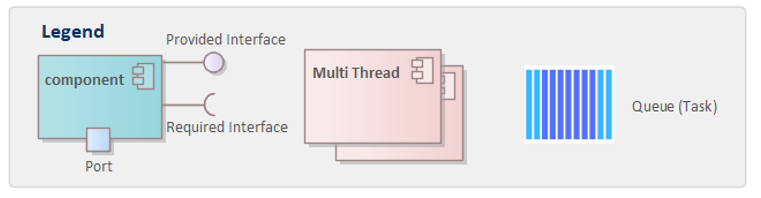 Legend
Provided Interface
component
Multi Thread
Queue (Task)
Required Interface
Port